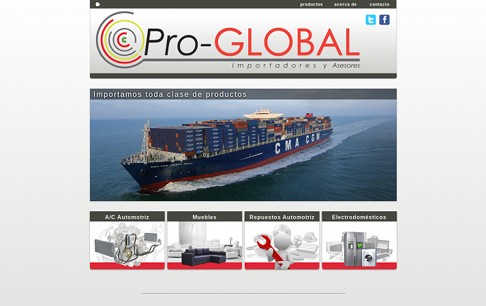 productos acerca de contacto
Pro-GLOBAL
Importadores y Asesores
Importamos toda clase de productos
CMA CGM
A/C Automotriz Muebles Repuestos Automotriz Electrodomésticos